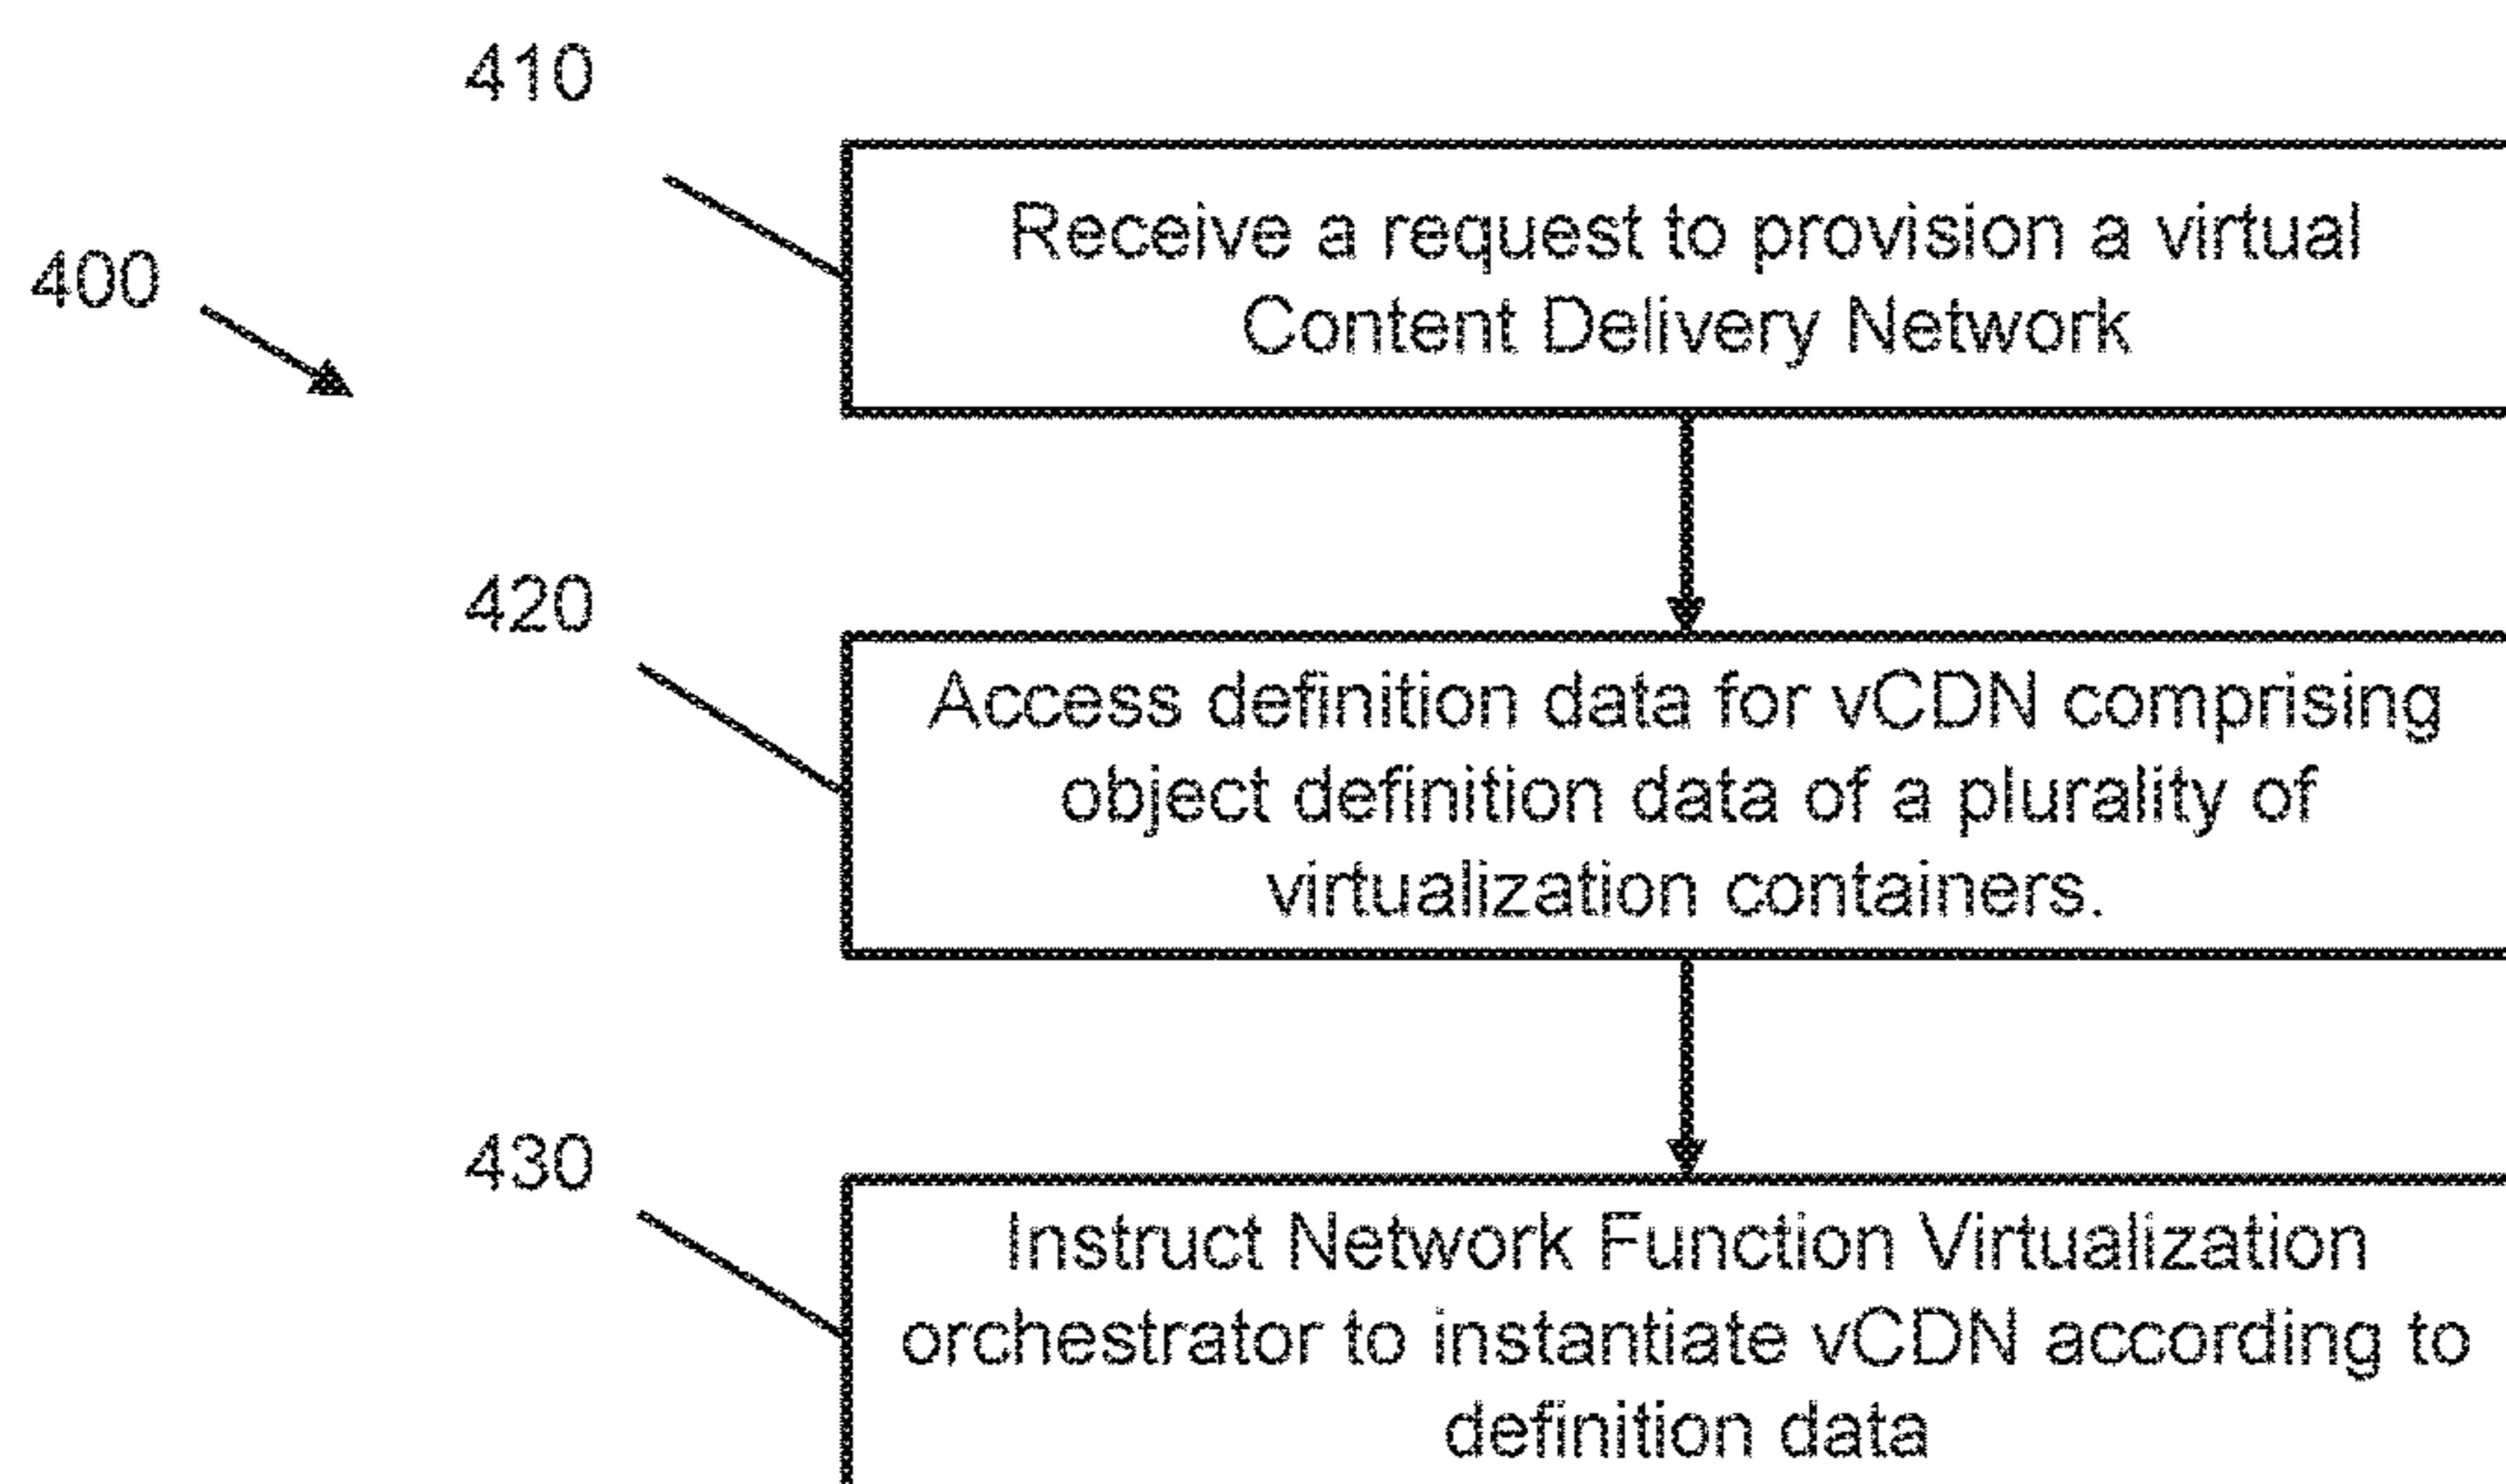 410
400
Receive a request to provision a virtual
Content Delivery Network
420
Access definition data for vCDN comprising
object definition data of a plurality of
virtualization containers.
430
Instruct Network Function Virtualization
orchestrator to instantiate vCDN according to
definition data